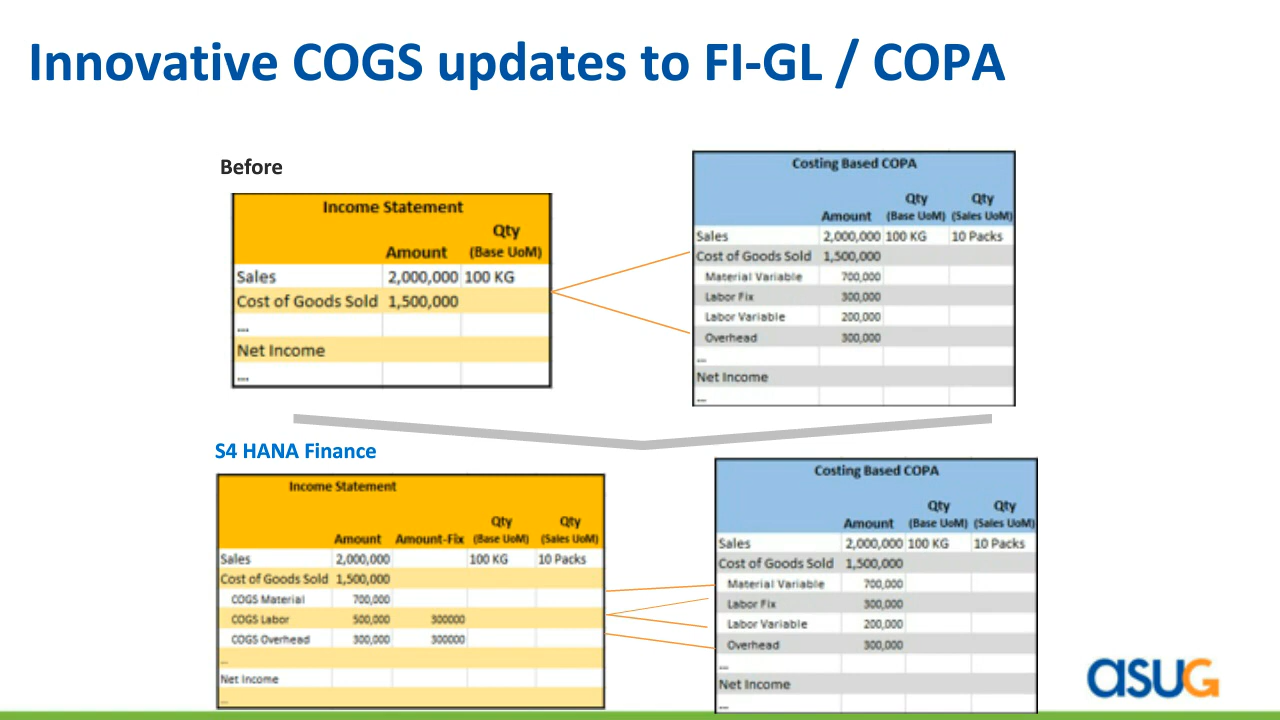 Innovative COGS updates to FI-GL / COPA
Before
Income Statement
Qty
Amount (Base UoM)
Sales 2,000,000 100 KG
Cost of Goods Sold 1,500,000
...
Net Income
...
Costing Based COPA
Qty Qty
Amount (Base UoM) (Sales UoM)
Sales 2,000,000 100 KG 10 Packs
Cost of Goods Sold 1,500,000
Material Variable 700,000
Labor Fix 300,000
Labor Variable 200,000
Overhead 300,000
...
Net Income
...
S4 HANA Finance
Income Statement
Qty Qty
Amount Amount-Fix (Base UoM) (Sales UoM)
Sales 2,000,000 100 KG 10 Packs
Cost of Goods Sold 1,500,000
COGS Material 700,000
COGS Labor 500,000 300000
COGS Overhead 300,000 300000
...
Net Income
...
Costing Based COPA
Qty Qty
Amount (Base UoM) (Sales UoM)
Sales 2,000,000 100 KG 10 Packs
Cost of Goods Sold 1,500,000
Material Variable 700,000
Labor Fix 300,000
Labor Variable 200,000
Overhead 300,000
...
Net Income
...
asug